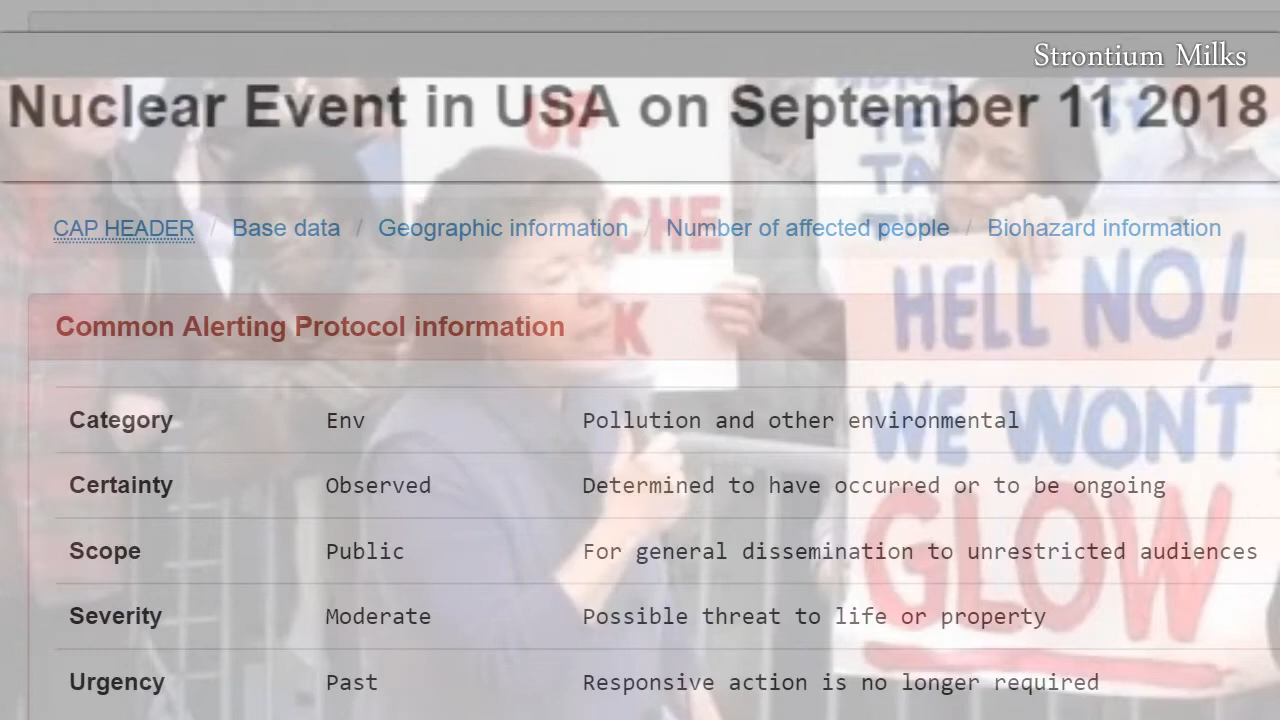 Strontium Milks
Nuclear Event in USA on September 11 2018
CAP HEADER / Base data / Geographic information / Number of affected people / Biohazard information
Common Alerting Protocol information
Category Env Pollution and other environmental
Certainty Observed Determined to have occurred or to be ongoing
Scope Public For general dissemination to unrestricted audiences
Severity Moderate Possible threat to life or property
Urgency Past Responsive action is no longer required
UP
CHE
K
TA
HELL NO!
WE WON'T
GLOW